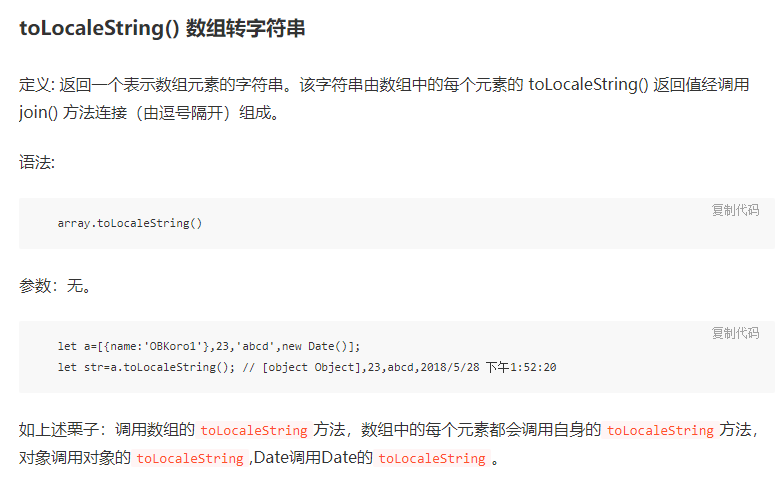 toLocaleString() 数组转字符串
定义: 返回一个表示数组元素的字符串。该字符串由数组中的每个元素的 toLocaleString() 返回值经调用
join() 方法连接（由逗号隔开）组成。
语法:
复制代码
array.toLocaleString()
参数：无。
复制代码
let a=[{name:'OBKoro1'},23,'abcd',new Date()];
let str=a.toLocaleString(); // [object Object],23,abcd,2018/5/28 下午1:52:20
如上述栗子：调用数组的 toLocaleString 方法，数组中的每个元素都会调用自身的 toLocaleString 方法，
对象调用对象的 toLocaleString ,Date调用Date的 toLocaleString 。